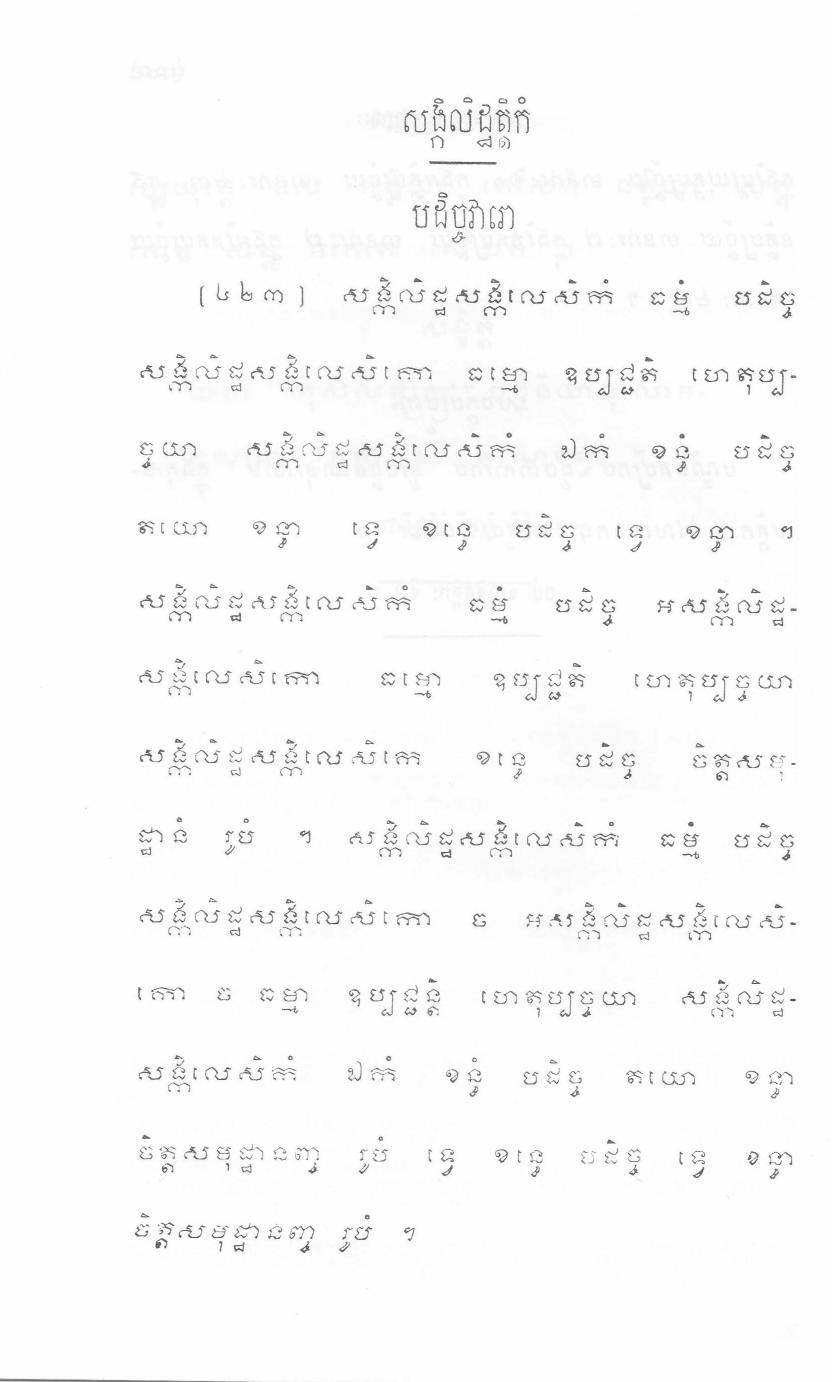 សង្កិលិដ្ឋត្តិកំ
បដិច្ចវារោ
(៤២៣) សង្កិលិដ្ឋសង្កិលេសិកំ ធម្មំ បដិច្ច
សង្កិលិដ្ឋសង្កិលេសិកោ ធម្មោ ឧប្បជ្ជតិ ហេតុប្ប-
ច្ចយា សង្កិលិដ្ឋសង្កិលេសិកំ ឯកំ ខន្ធំ បដិច្ច
តយោ ខន្ធា ទ្វេ ខន្ធេ បដិច្ច ទ្វេ ខន្ធា ។
សង្កិលិដ្ឋសង្កិលេសិកំ ធម្មំ បដិច្ច អសង្កិលិដ្ឋ-
សង្កិលេសិកោ ធម្មោ ឧប្បជ្ជតិ ហេតុប្បច្ចយា
សង្កិលិដ្ឋសង្កិលេសិកេ ខន្ធេ បដិច្ច ចិត្តសមុ-
ដ្ឋានំ រូបំ ។ សង្កិលិដ្ឋសង្កិលេសិកំ ធម្មំ បដិច្ច
សង្កិលិដ្ឋសង្កិលេសិកោ ច អសង្កិលិដ្ឋសង្កិលេសិ-
កោ ច ធម្មា ឧប្បជ្ជន្តិ ហេតុប្បច្ចយា សង្កិលិដ្ឋ-
សង្កិលេសិកំ ឯកំ ខន្ធំ បដិច្ច តយោ ខន្ធា
ចិត្តសមុដ្ឋានញ្ច រូបំ ទ្វេ ខន្ធេ បដិច្ច ទ្វេ ខន្ធា
ចិត្តសមុដ្ឋានញ្ច រូបំ ។